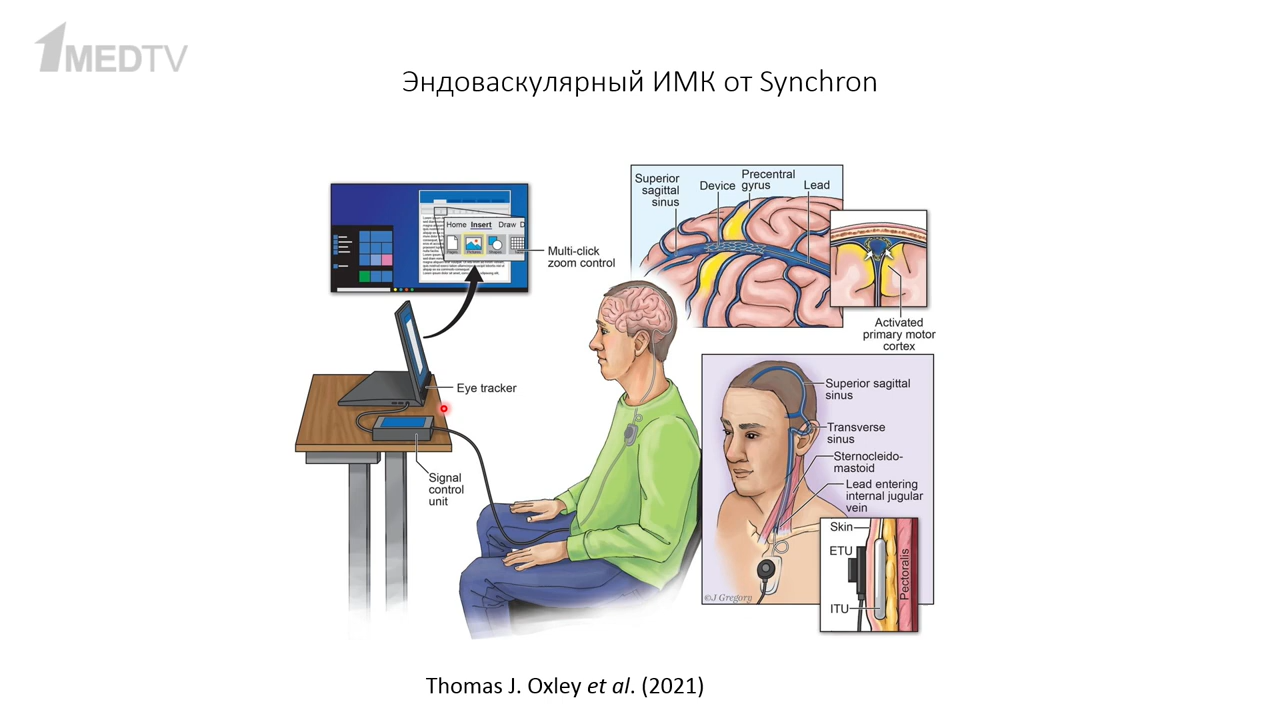 1MEDTV
Эндоваскулярный ИМК от Synchron
Home Insert Draw D
Multi-click
zoom control
Eye tracker
Signal
control
unit
Superior
sagittal
sinus
Device
Precentral
gyrus
Lead
Activated
primary motor
cortex
Superior sagittal
sinus
Transverse
sinus
Sternocleido-
mastoid
Lead entering
internal jugular
vein
Skin
ETU
ITU
Pectoralis
©J Gregory
Thomas J. Oxley et al. (2021)